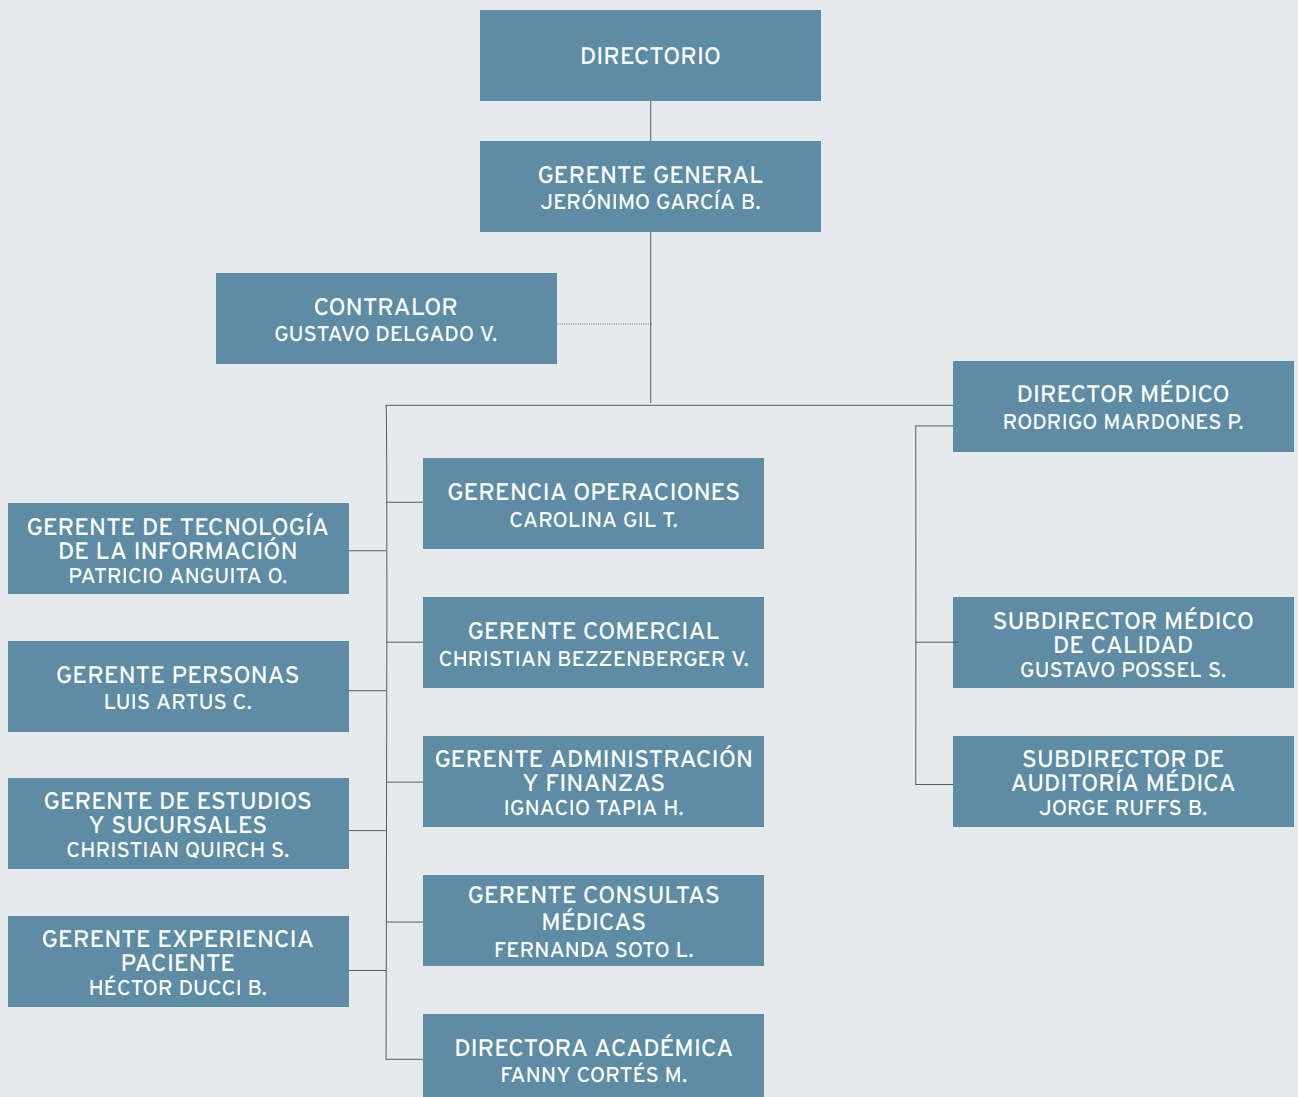 DIRECTORIO
GERENTE GENERAL
JERÓNIMO GARCÍA B.
CONTRALOR
GUSTAVO DELGADO V.
DIRECTOR MÉDICO
RODRIGO MARDONES P.
GERENCIA OPERACIONES
CAROLINA GIL T.
GERENTE DE TECNOLOGÍA
DE LA INFORMACIÓN
PATRICIO ANGUITA O.
GERENTE COMERCIAL
CHRISTIAN BEZZENBERGER V.
SUBDIRECTOR MÉDICO
DE CALIDAD
GUSTAVO POSSEL S.
GERENTE PERSONAS
LUIS ARTUS C.
GERENTE ADMINISTRACIÓN
Y FINANZAS
IGNACIO TAPIA H.
SUBDIRECTOR DE
AUDITORÍA MÉDICA
JORGE RUFFS B.
GERENTE DE ESTUDIOS
Y SUCURSALES
CHRISTIAN QUIRCH S.
GERENTE CONSULTAS
MÉDICAS
FERNANDA SOTO L.
GERENTE EXPERIENCIA
PACIENTE
HÉCTOR DUCCI B.
DIRECTORA ACADÉMICA
FANNY CORTÉS M.